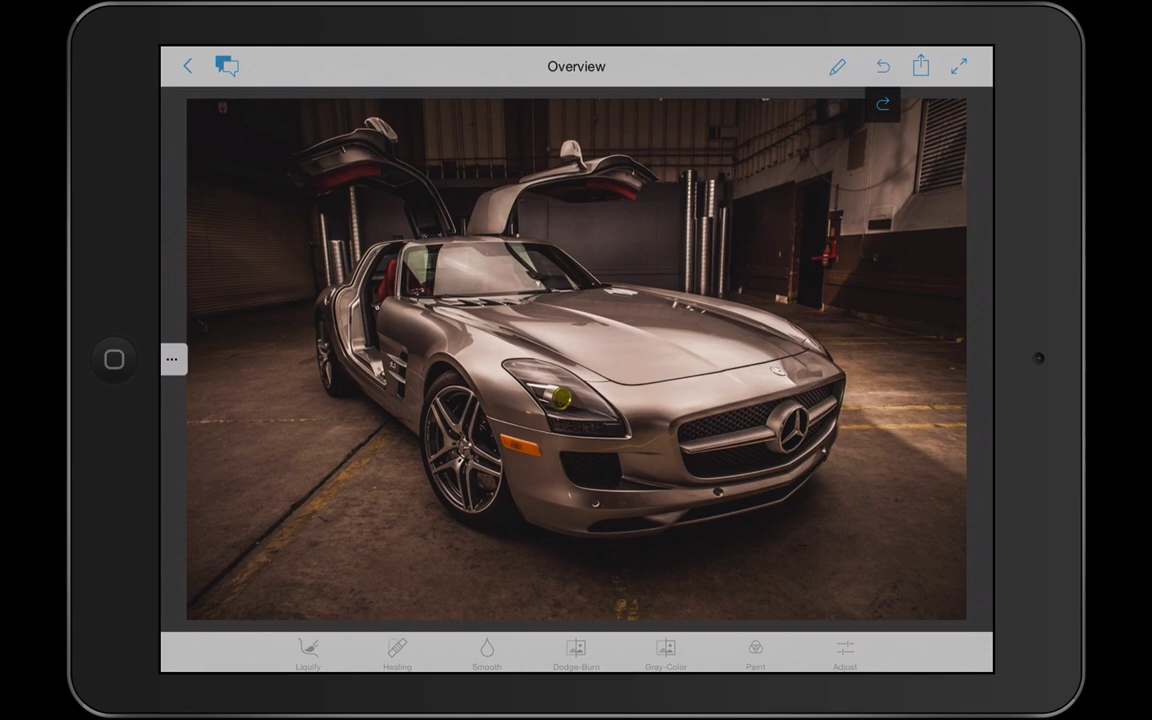 Overview
Liquify
Healing
Smooth
Dodge-Burn
Gray-Color
Paint
Adjust